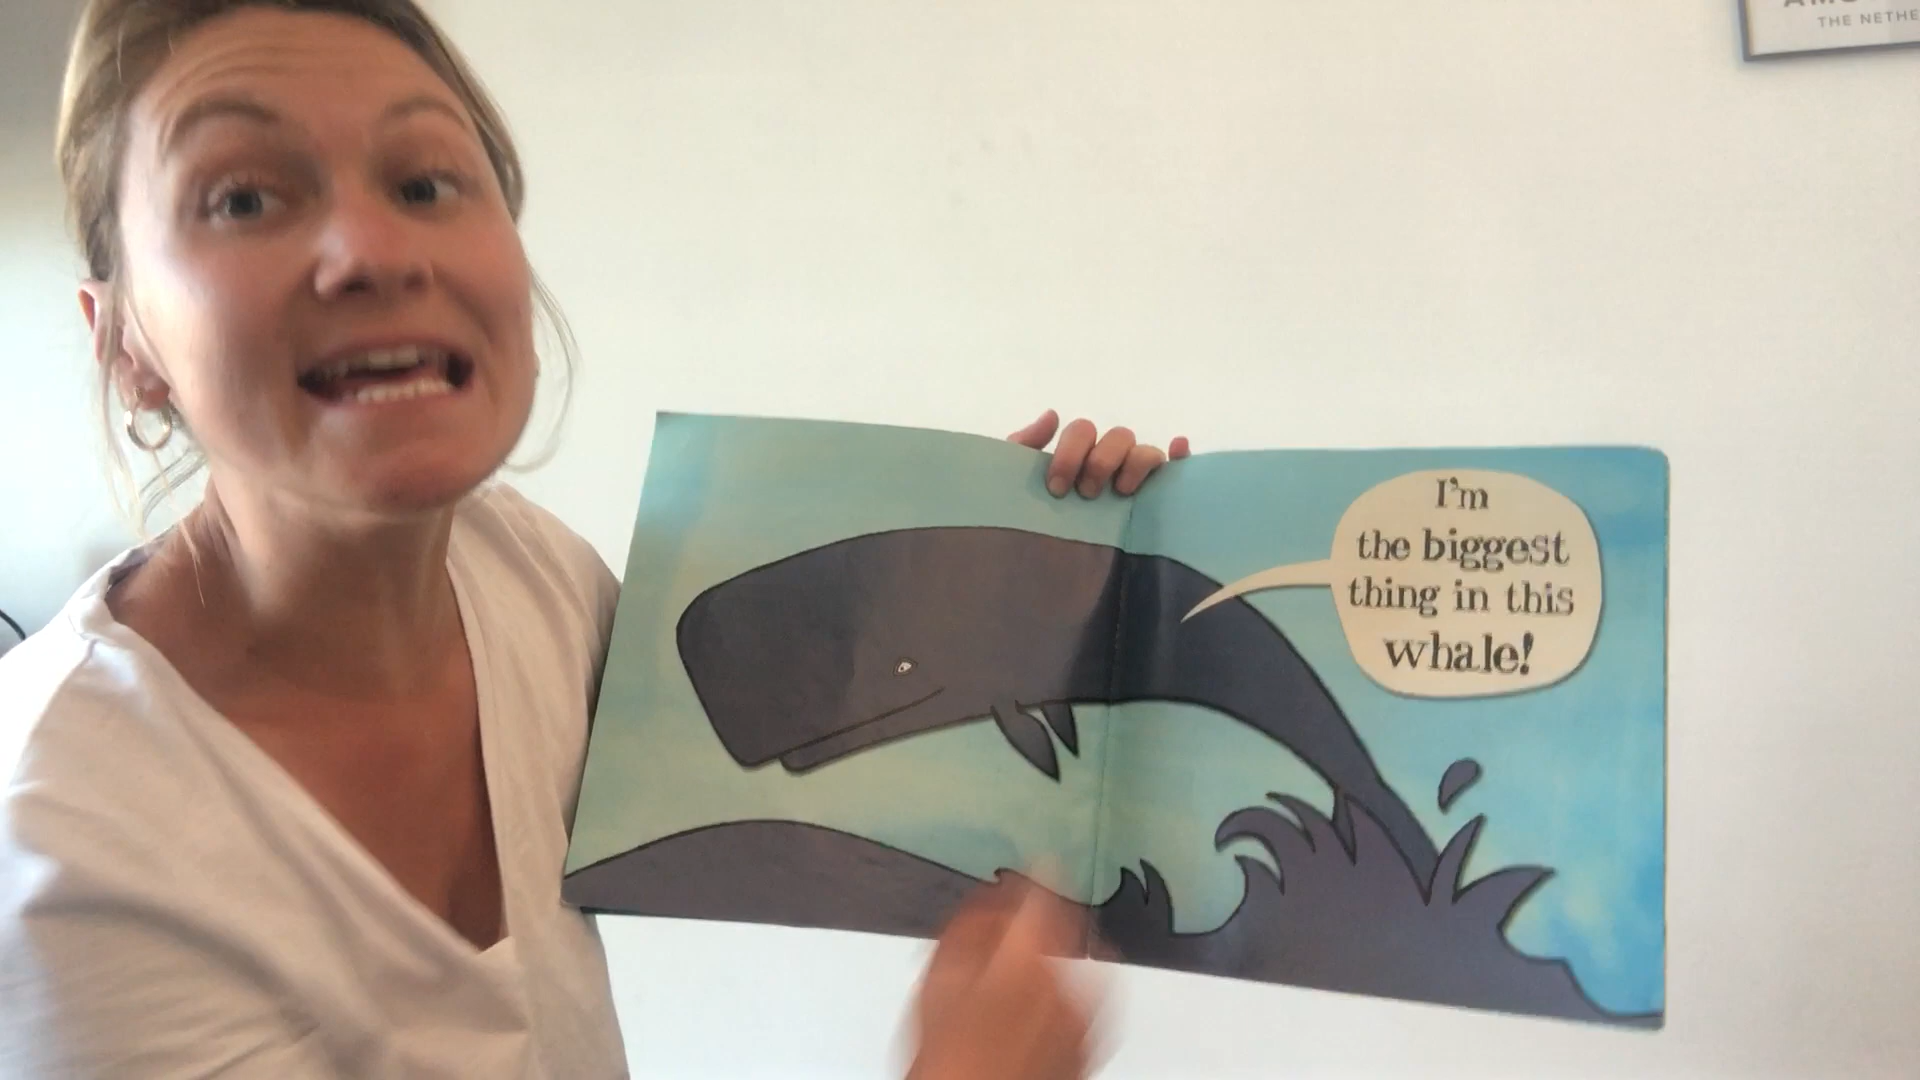 THE NETHE
I'm
the biggest
thing in this
whale!